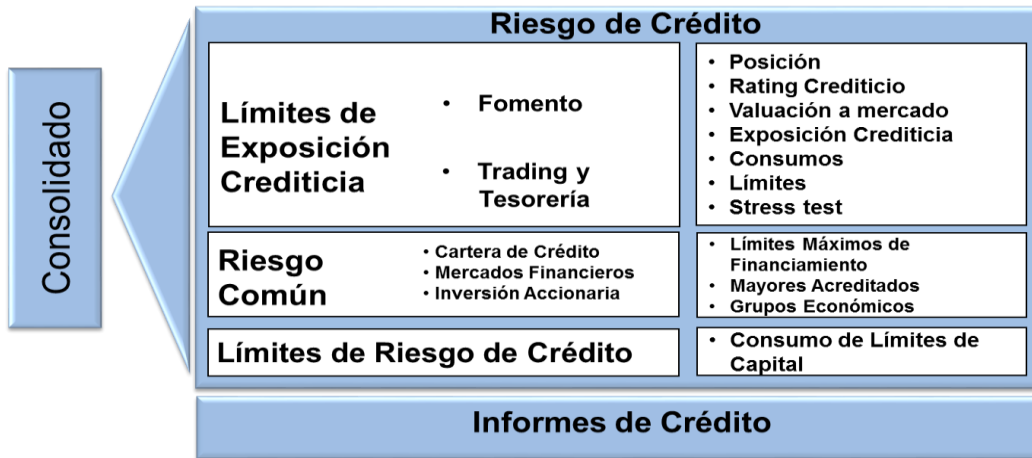 Riesgo de Crédito
Consolidado
Límites de
Exposición
Crediticia
• Fomento
• Trading y
Tesorería
• Posición
• Rating Crediticio
• Valuación a mercado
• Exposición Crediticia
• Consumos
• Límites
• Stress test
Riesgo
Común
• Cartera de Crédito
• Mercados Financieros
• Inversión Accionaria
• Límites Máximos de
Financiamiento
• Mayores Acreditados
• Grupos Económicos
Límites de Riesgo de Crédito
• Consumo de Límites de
Capital
Informes de Crédito